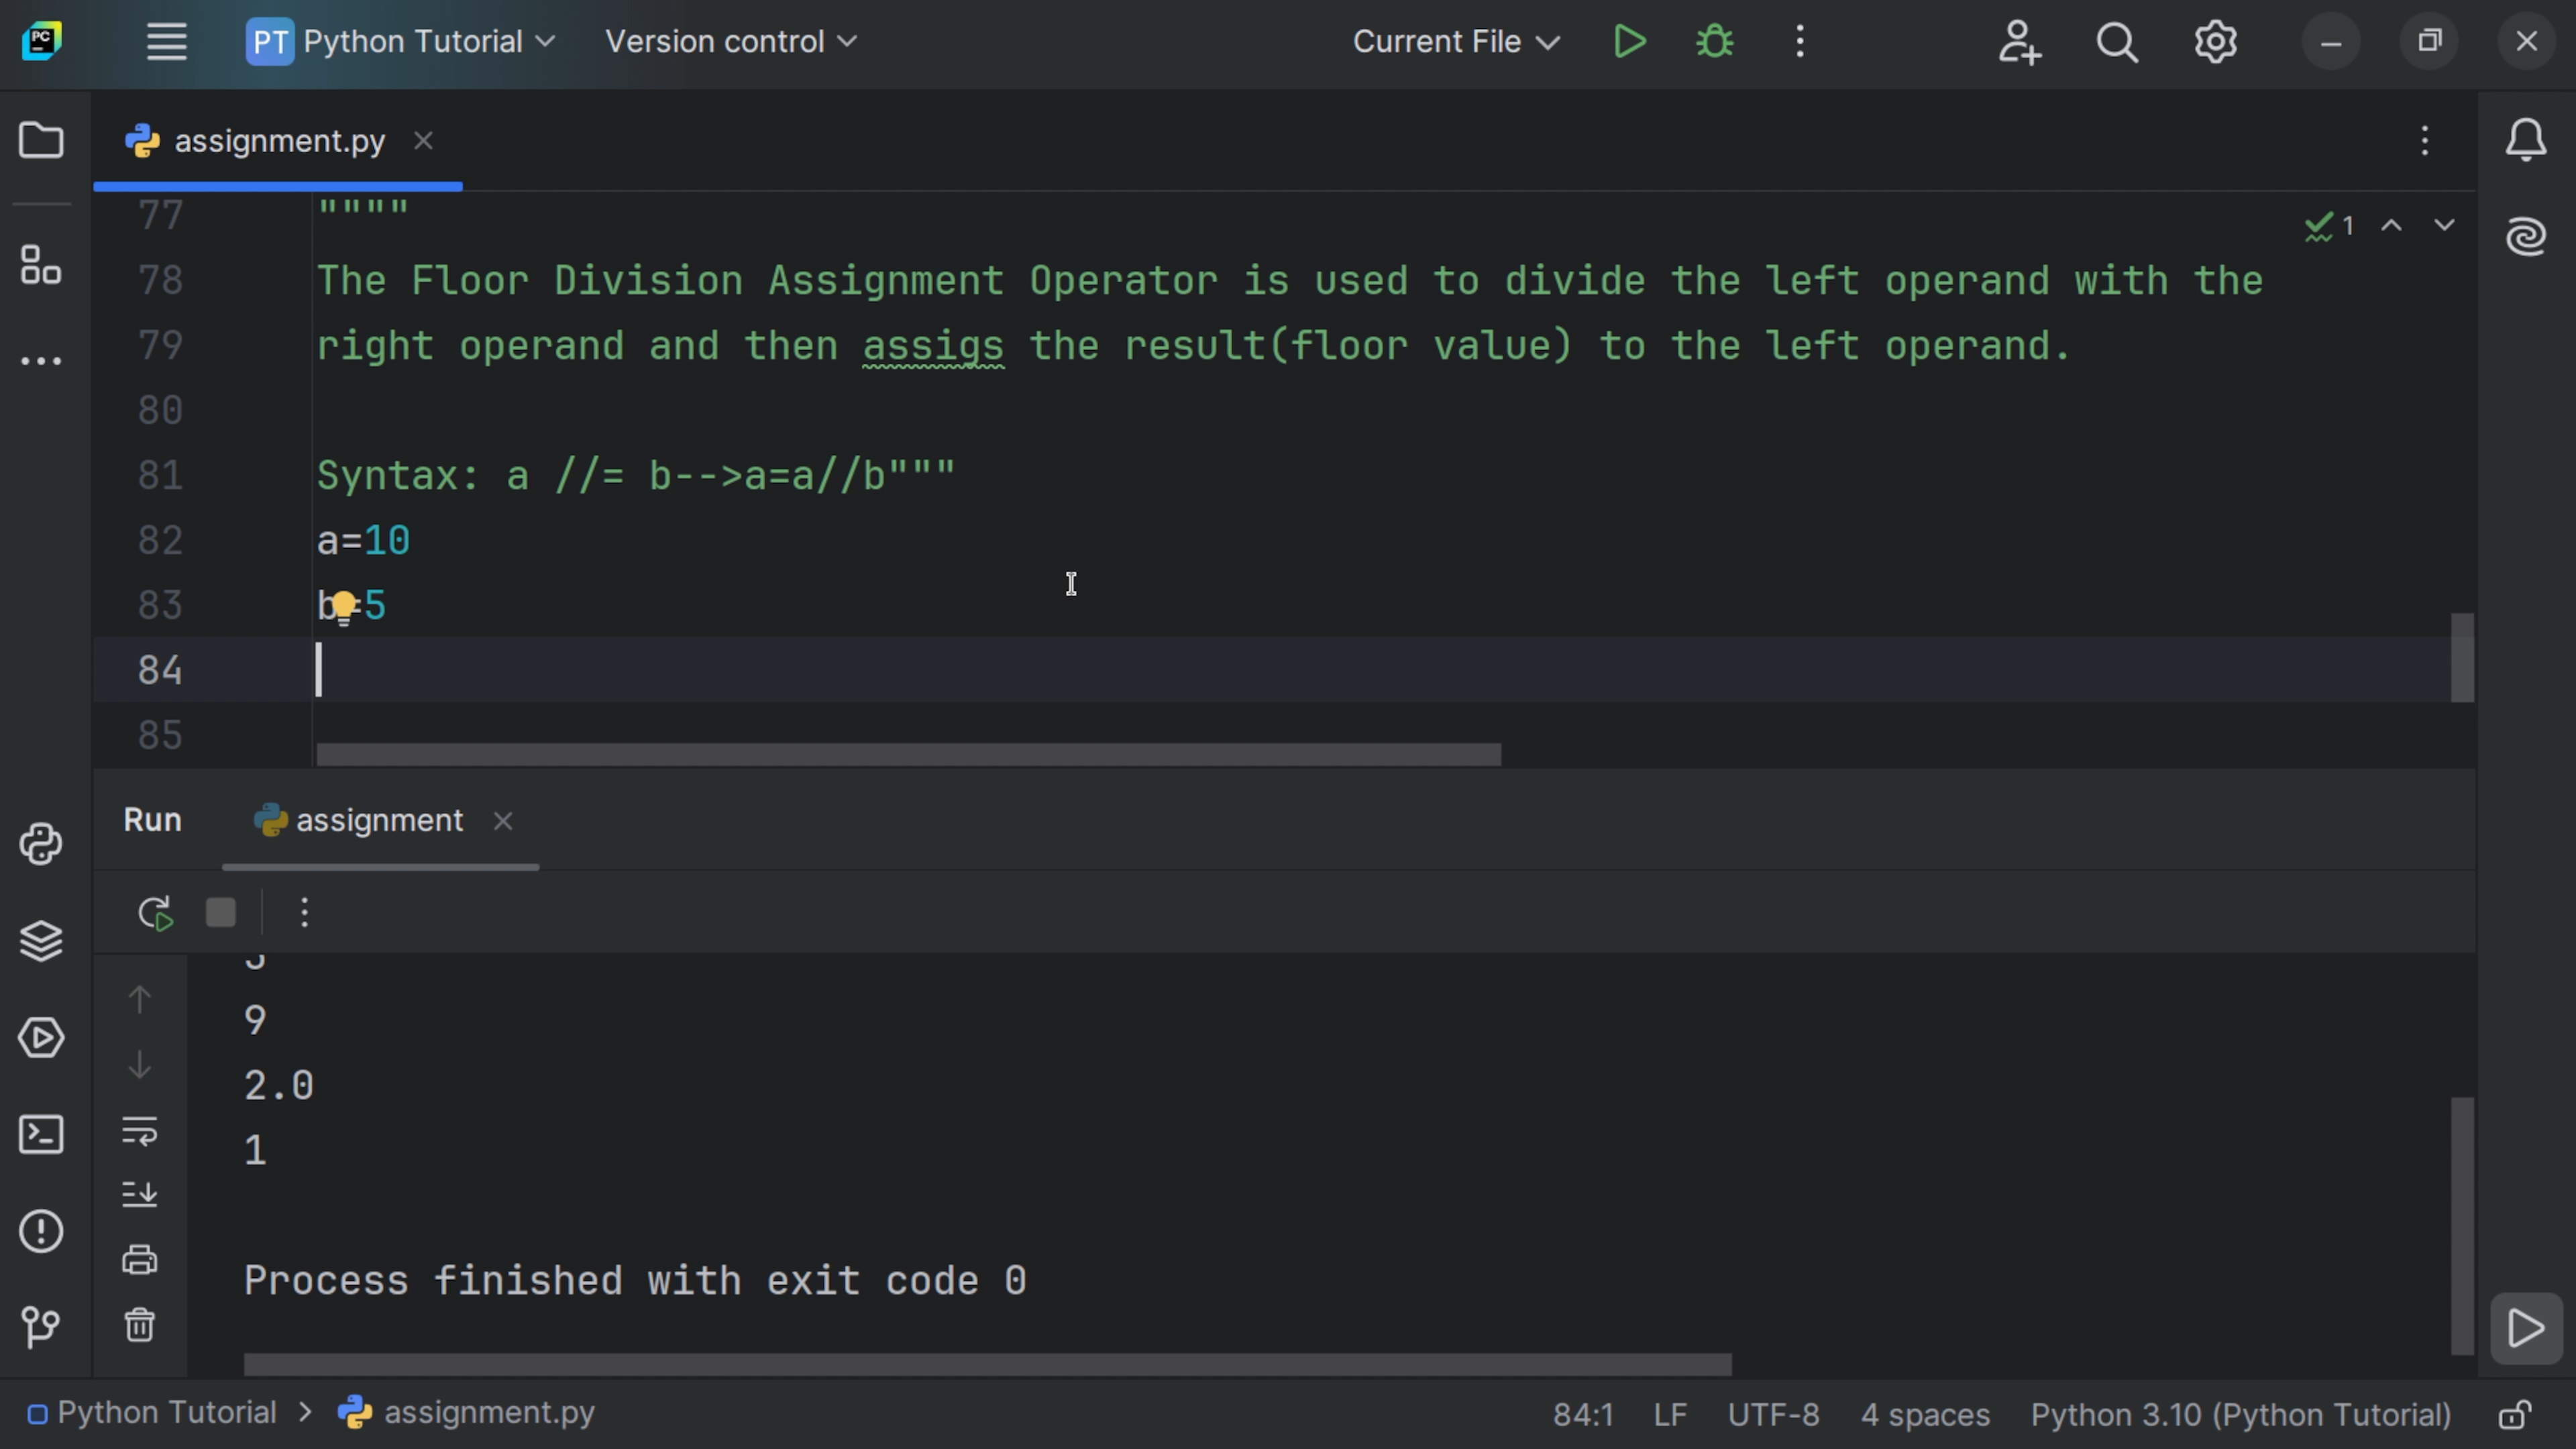 PC
PT Python Tutorial Version control Current File
assignment.py
77 """"
78 The Floor Division Assignment Operator is used to divide the left operand with the
79 right operand and then assigs the result(floor value) to the left operand.
80
81 Syntax: a //= b-->a=a//b"""
82 a=10
83 b=5
84
85
1
Run assignment
9
2.0
1
Process finished with exit code 0
Python Tutorial > assignment.py 84:1 LF UTF-8 4 spaces Python 3.10 (Python Tutorial)